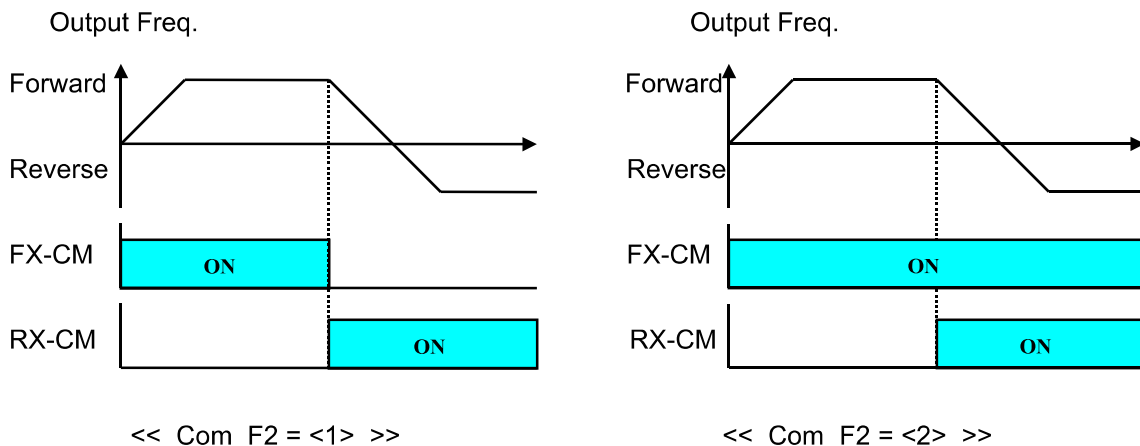 Output Freq.
Forward
Reverse
FX-CM
ON
RX-CM
ON
<< Com F2 = <1> >>
Output Freq.
Forward
Reverse
FX-CM
ON
RX-CM
ON
<< Com F2 = <2> >>